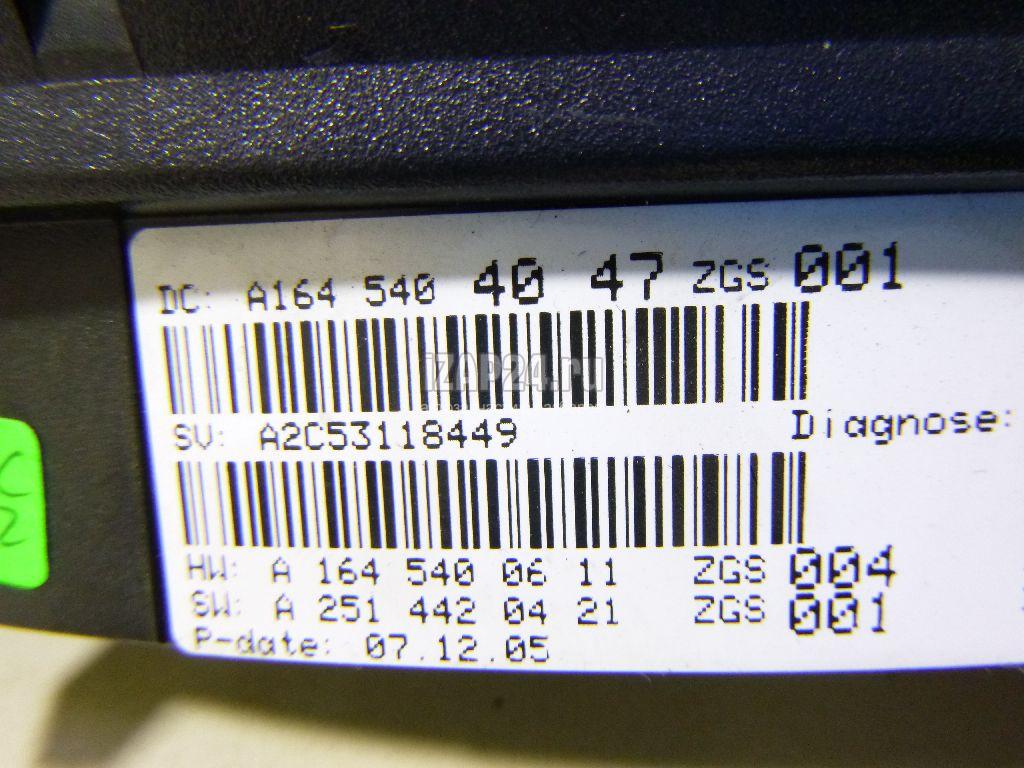 DC: A164 540 40 47 ZGS 001
iZAP24.ru
SV: A2C53118449
Diagnose:
HW: A 164 540 06 11 ZGS 004
SW: A 251 442 04 21 ZGS 001
P-date: 07.12.05